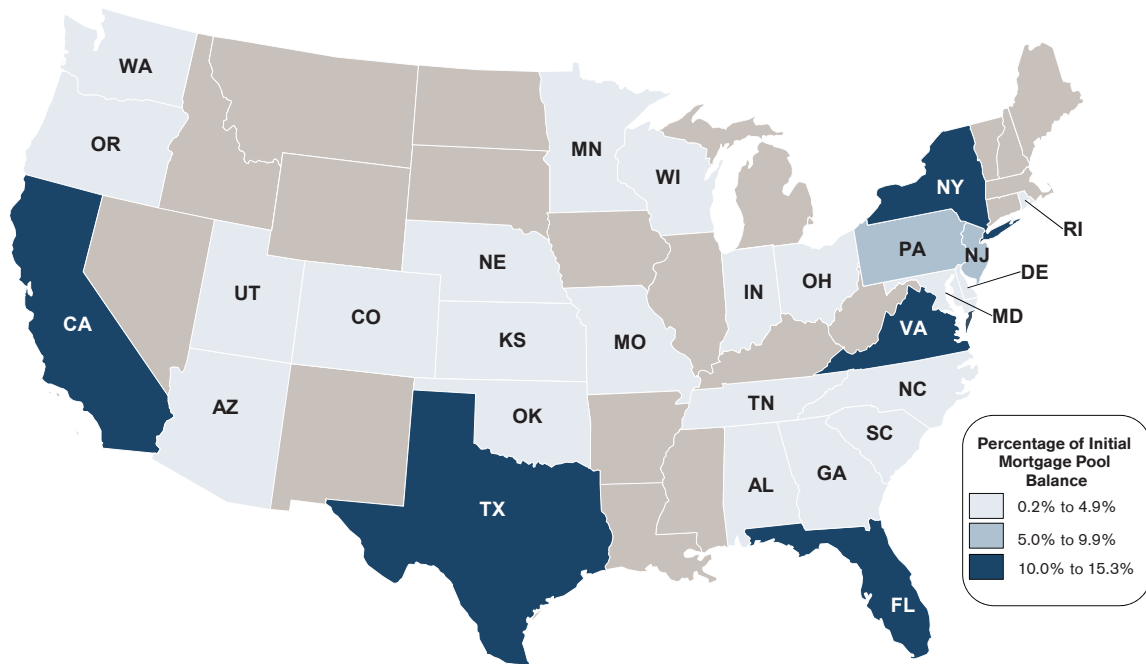 WA
OR
CA
UT
AZ
CO
NE
KS
OK
TX
MN
WI
MO
IN
OH
TN
AL
GA
FL
SC
NC
VA
PA
NY
NJ
RI
DE
MD
Percentage of Initial
Mortgage Pool
Balance
0.2% to 4.9%
5.0% to 9.9%
10.0% to 15.3%